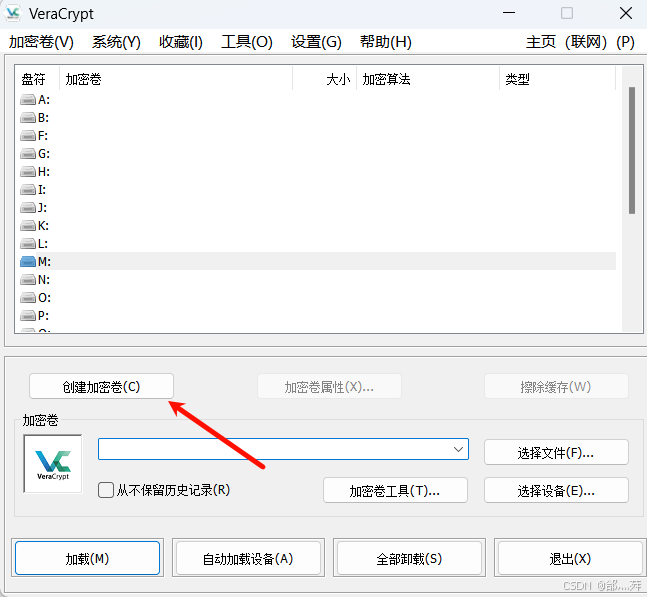 VeraCrypt
加密卷(V) 系统(Y) 收藏(I) 工具(O) 设置(G) 帮助(H) 主页 (联网) (P)
盘符 加密卷 大小 加密算法 类型
A:
B:
F:
G:
H:
I:
J:
K:
L:
M:
N:
O:
P:
创建加密卷(C) 加密卷属性(X)... 擦除缓存(W)
加密卷
VeraCrypt
选择文件(F)...
从不保留历史记录(R) 加密卷工具(T)... 选择设备(E)...
加载(M) 自动加载设备(A) 全部卸载(S) 退出(X)
CSDN